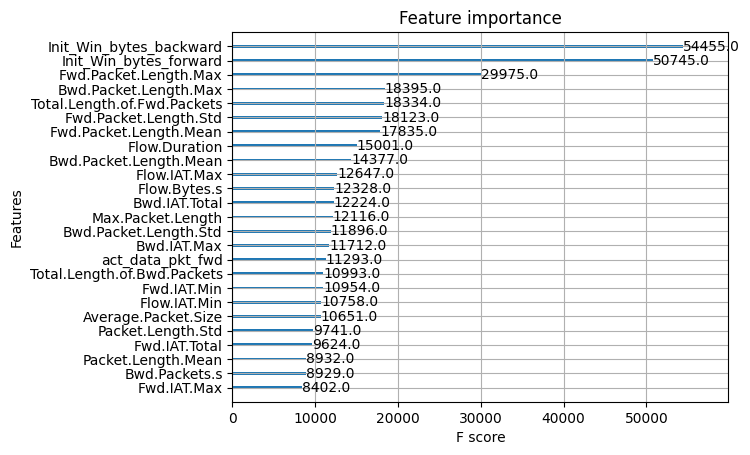 Feature importance
Init_Win_bytes_backward 54455.0
Init_Win_bytes_forward 50745.0
Fwd.Packet.Length.Max 29975.0
Bwd.Packet.Length.Max 18395.0
Total.Length.of.Fwd.Packets 18334.0
Fwd.Packet.Length.Std 18123.0
Fwd.Packet.Length.Mean 17835.0
Flow.Duration 15001.0
Bwd.Packet.Length.Mean 14377.0
Flow.IAT.Max 12647.0
Flow.Bytes.s 12328.0
Bwd.IAT.Total 12224.0
Max.Packet.Length 12116.0
Bwd.Packet.Length.Std 11896.0
Bwd.IAT.Max 11712.0
act_data_pkt_fwd 11293.0
Total.Length.of.Bwd.Packets 10993.0
Fwd.IAT.Min 10954.0
Flow.IAT.Min 10758.0
Average.Packet.Size 10651.0
Packet.Length.Std 9741.0
Fwd.IAT.Total 9624.0
Packet.Length.Mean 8932.0
Bwd.Packets.s 8929.0
Fwd.IAT.Max 8402.0
Features
0 10000 20000 30000 40000 50000
F score